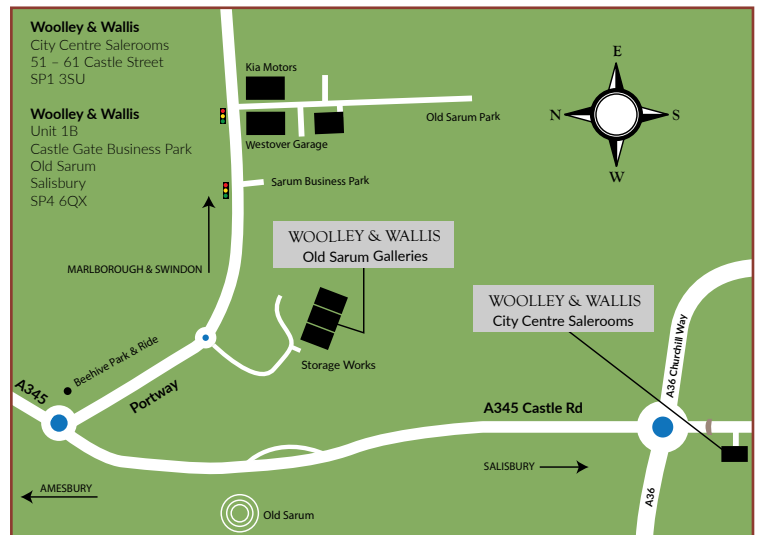 Woolley & Wallis
City Centre Salerooms
51 – 61 Castle Street
SP1 3SU
Woolley & Wallis
Unit 1B
Castle Gate Business Park
Old Sarum
Salisbury
SP4 6QX
Kia Motors
Old Sarum Park
Westover Garage
Sarum Business Park
E
N
S
W
MARLBOROUGH & SWINDON
WOOLLEY & WALLIS
Old Sarum Galleries
WOOLLEY & WALLIS
City Centre Salerooms
A36 Churchill Way
Storage Works
Beehive Park & Ride
A345
Portway
A345 Castle Rd
SALISBURY
AMESBURY
A36
Old Sarum